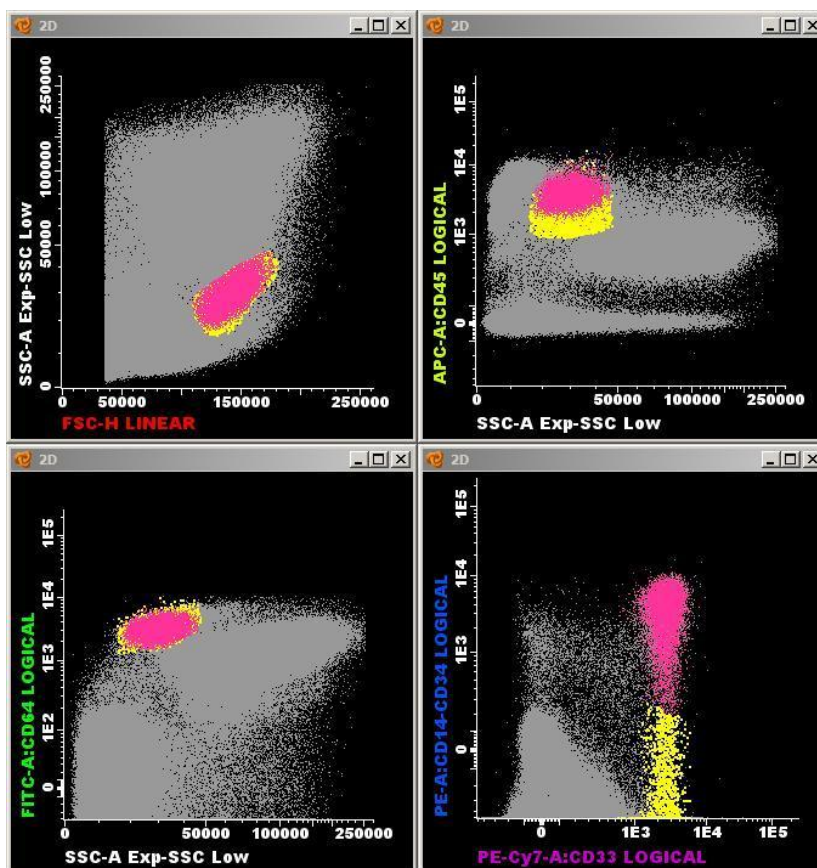 2D
250000
100000
50000
0
SSC-A Exp-SSC Low
0 50000 150000 250000
FSC-H LINEAR
2D
1E5
1E4
1E3
0
APC-A:CD45 LOGICAL
0 50000 100000 250000
SSC-A Exp-SSC Low
2D
1E5
1E4
1E3
1E2
0
FITC-A:CD64 LOGICAL
0 50000 100000 250000
SSC-A Exp-SSC Low
2D
1E5
1E4
1E3
0
PE-A:CD14-CD34 LOGICAL
0 1E3 1E4 1E5
PE-Cy7-A:CD33 LOGICAL